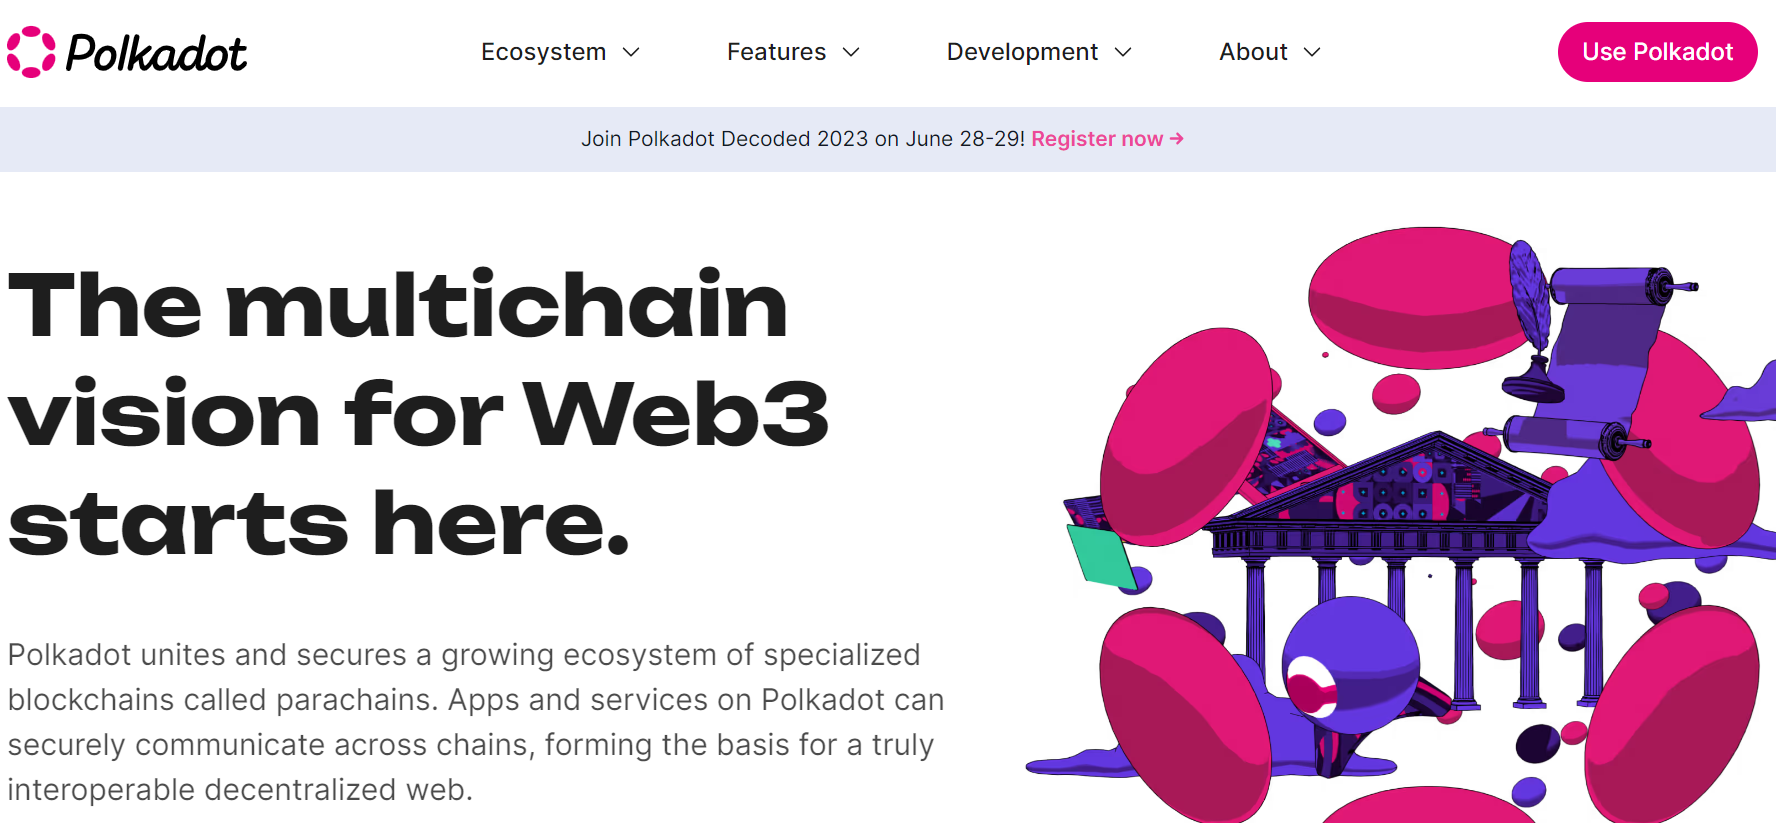 Polkadot
Ecosystem
Features
Development
About
Use Polkadot
Join Polkadot Decoded 2023 on June 28-29! Register now →
The multichain
vision for Web3
starts here.
Polkadot unites and secures a growing ecosystem of specialized
blockchains called parachains. Apps and services on Polkadot can
securely communicate across chains, forming the basis for a truly
interoperable decentralized web.